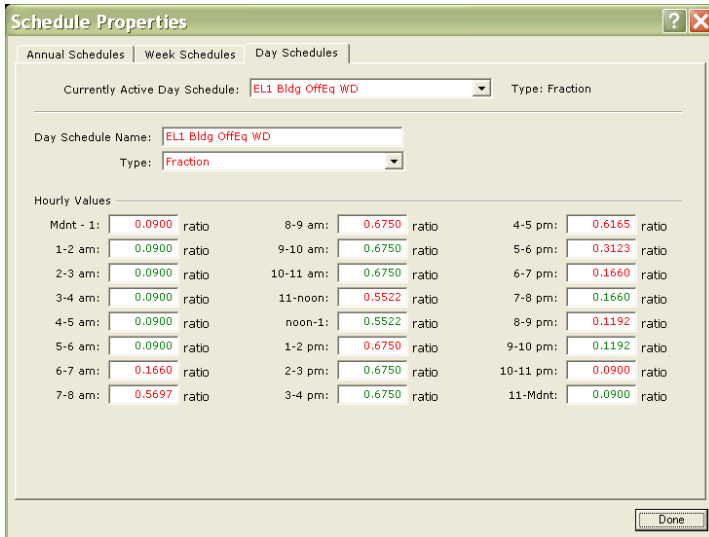 Schedule Properties
Annual Schedules Week Schedules Day Schedules
Currently Active Day Schedule: EL1 Bldg OffEq WD Type: Fraction
Day Schedule Name: EL1 Bldg OffEq WD
Type: Fraction
Hourly Values
Mdnt - 1: 0.0900 ratio 8-9 am: 0.6750 ratio 4-5 pm: 0.6165 ratio
1-2 am: 0.0900 ratio 9-10 am: 0.6750 ratio 5-6 pm: 0.3123 ratio
2-3 am: 0.0900 ratio 10-11 am: 0.6750 ratio 6-7 pm: 0.1660 ratio
3-4 am: 0.0900 ratio 11-noon: 0.5522 ratio 7-8 pm: 0.1660 ratio
4-5 am: 0.0900 ratio noon-1: 0.5522 ratio 8-9 pm: 0.1192 ratio
5-6 am: 0.0900 ratio 1-2 pm: 0.6750 ratio 9-10 pm: 0.1192 ratio
6-7 am: 0.1660 ratio 2-3 pm: 0.6750 ratio 10-11 pm: 0.0900 ratio
7-8 am: 0.5697 ratio 3-4 pm: 0.6750 ratio 11-Mdnt: 0.0900 ratio
Done